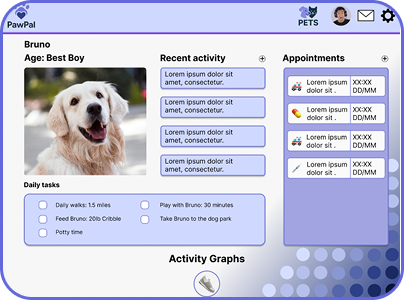 PawPal
PETS
Bruno
Age: Best Boy
Recent activity
Lorem ipsum dolor sit
amet, consectetur.
Lorem ipsum dolor sit
amet, consectetur.
Lorem ipsum dolor sit
amet, consectetur.
Lorem ipsum dolor sit
amet, consectetur.
Appointments
Lorem ipsum
dolor sit .
XX:XX
DD/MM
Lorem ipsum
dolor sit .
XX:XX
DD/MM
Lorem ipsum
dolor sit .
XX:XX
DD/MM
Lorem ipsum
dolor sit .
XX:XX
DD/MM
Daily tasks
Daily walks: 1.5 miles
Play with Bruno: 30 minutes
Feed Bruno: 20lb Cribble
Take Bruno to the dog park
Potty time
Activity Graphs